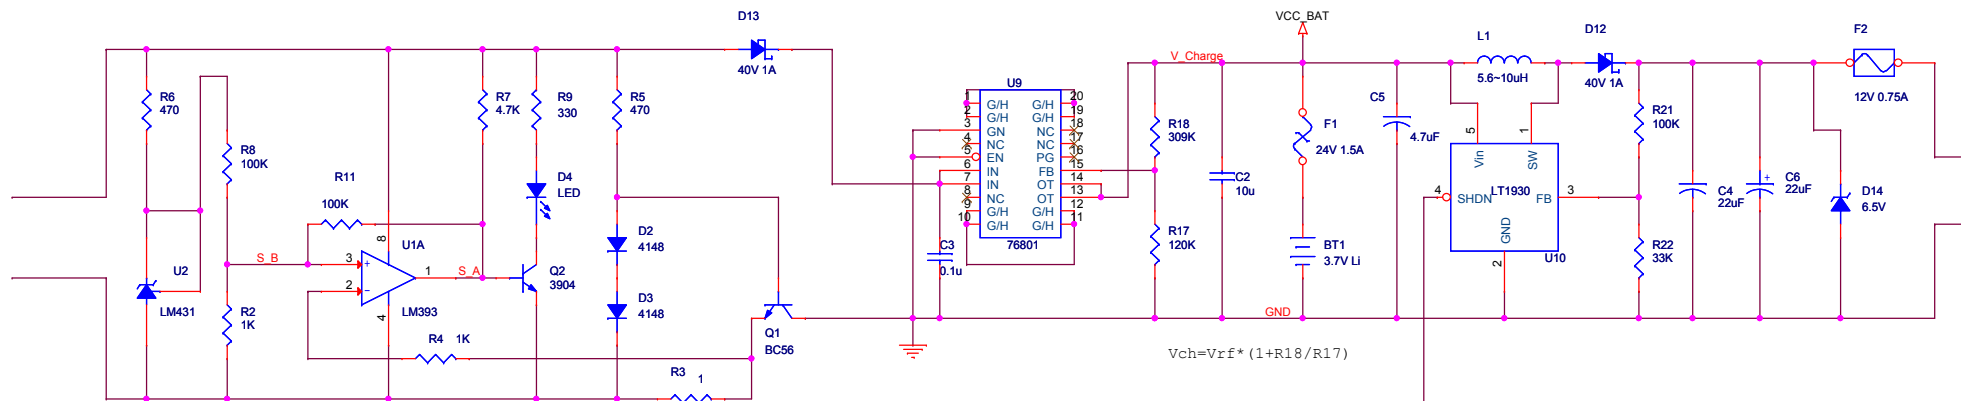 D13
40V 1A
R6
470
R8
100K
R11
100K
R7
4.7K
R9
330
R5
470
D4
LED
S_B
U2
LM431
R2
1K
3
2
8
4
1
+
-
U1A
LM393
S_A
Q2
3904
D2
4148
D3
4148
R4 1K
R3 1
Q1
BC56
U9
1
2
3
4
5
6
7
8
9
10
G/H
G/H
GN
NC
EN
IN
IN
NC
G/H
G/H
G/H
G/H
NC
NC
PG
FB
OT
OT
G/H
G/H
20
19
18
17
16
15
14
13
12
11
76801
C3
0.1u
V_Charge
R18
309K
R17
120K
C2
10u
VCC_BAT
F1
24V 1.5A
BT1
3.7V Li
GND
Vch=Vrf*(1+R18/R17)
C5
4.7uF
L1
5.6~10uH
D12
40V 1A
5
1
Vin
SW
4
SHDN
LT1930
FB
3
GND
2
U10
R21
100K
R22
33K
C4
22uF
+
C6
22uF
D14
6.5V
F2
12V 0.75A